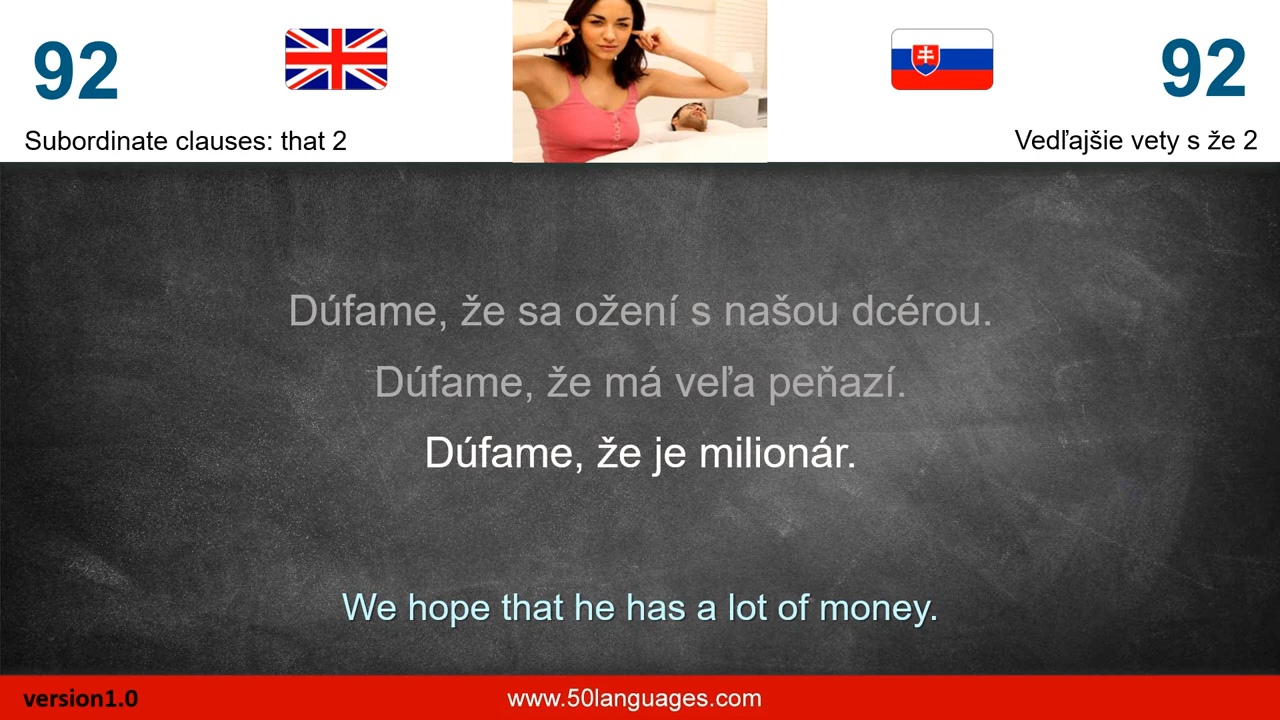 92
92
Subordinate clauses: that 2
Vedľajšie vety s že 2
Dúfame, že sa ožení s našou dcérou.
Dúfame, že má veľa peňazí.
Dúfame, že je milionár.
We hope that he has a lot of money.
version1.0
www.50languages.com